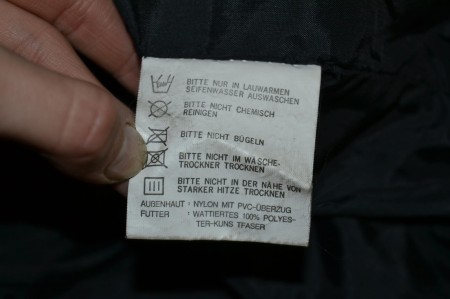 BITTE NUR IN LAUWARMEN
SEIFENWASSER AUSWASCHEN
BITTE NICHT CHEMISCH
REINIGEN
BITTE NICHT BÜGELN
BITTE NICHT IM WÄSCHE-
TROCKNER TROCKNEN
BITTE NICHT IN DER NÄHE VON
STARKER HITZE TROCKNEN
AUßENHAUT : NYLON MIT PVC-ÜBERZUG
FUTTER : WATTIERTES 100% POLYES-
TER-KUNS TFASER